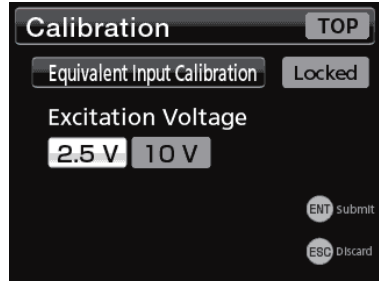 Calibration TOP
Equivalent Input Calibration Locked
Excitation Voltage
2.5 V 10 V
ENT Submit
ESC Discard